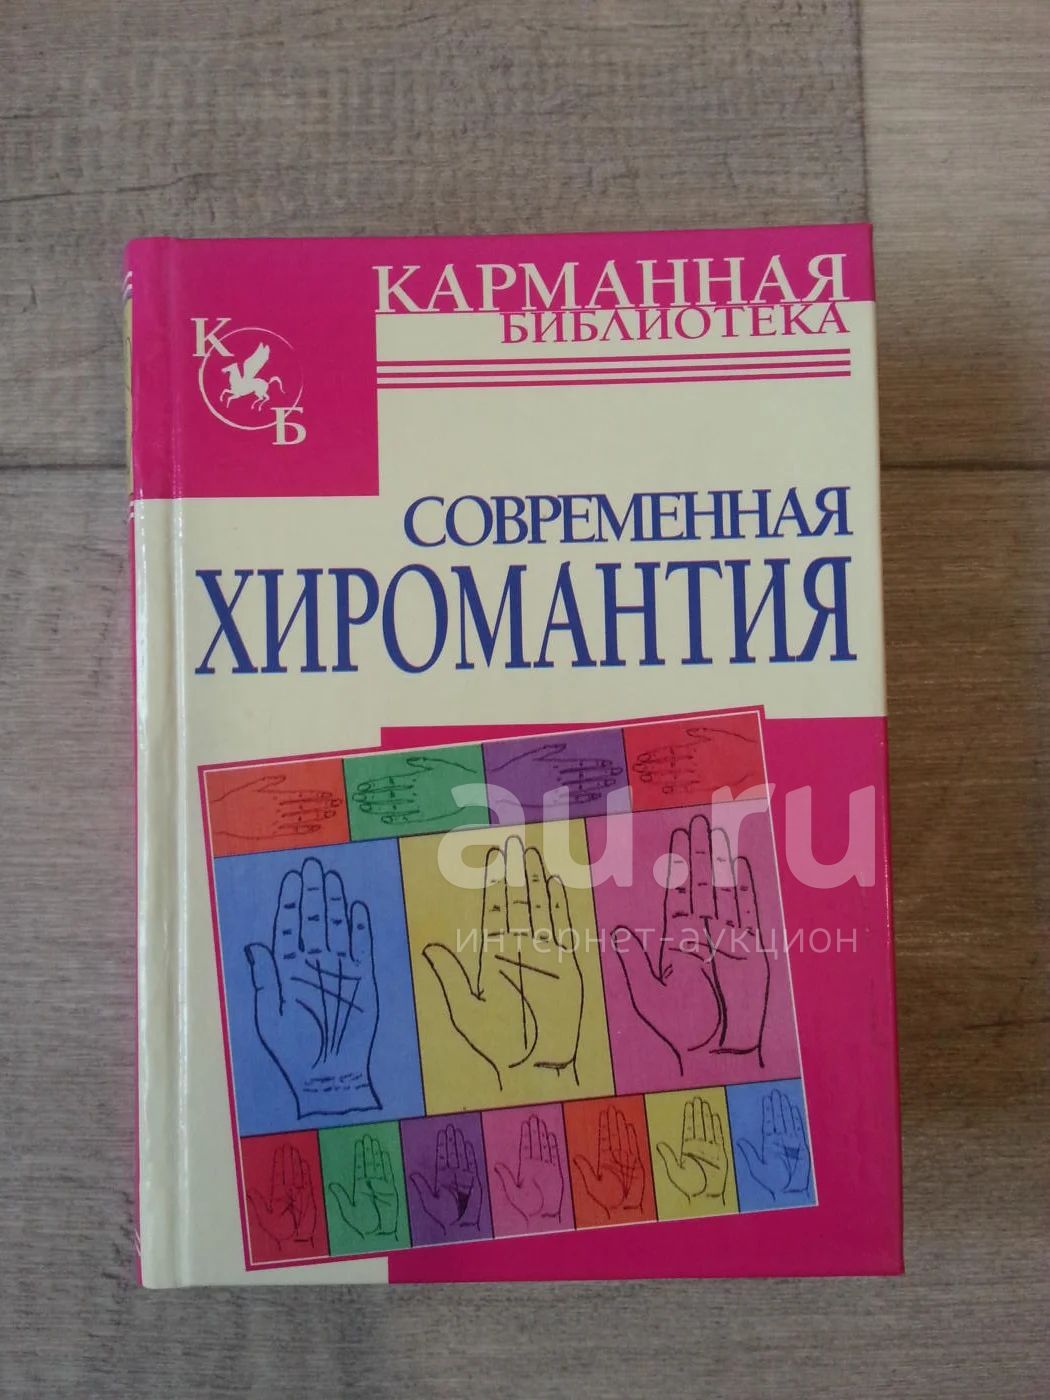 КАРМАННАЯ
БИБЛИОТЕКА
К
Б
СОВРЕМЕННАЯ
ХИРОМАНТИЯ
au.ru
интернет-аукцион